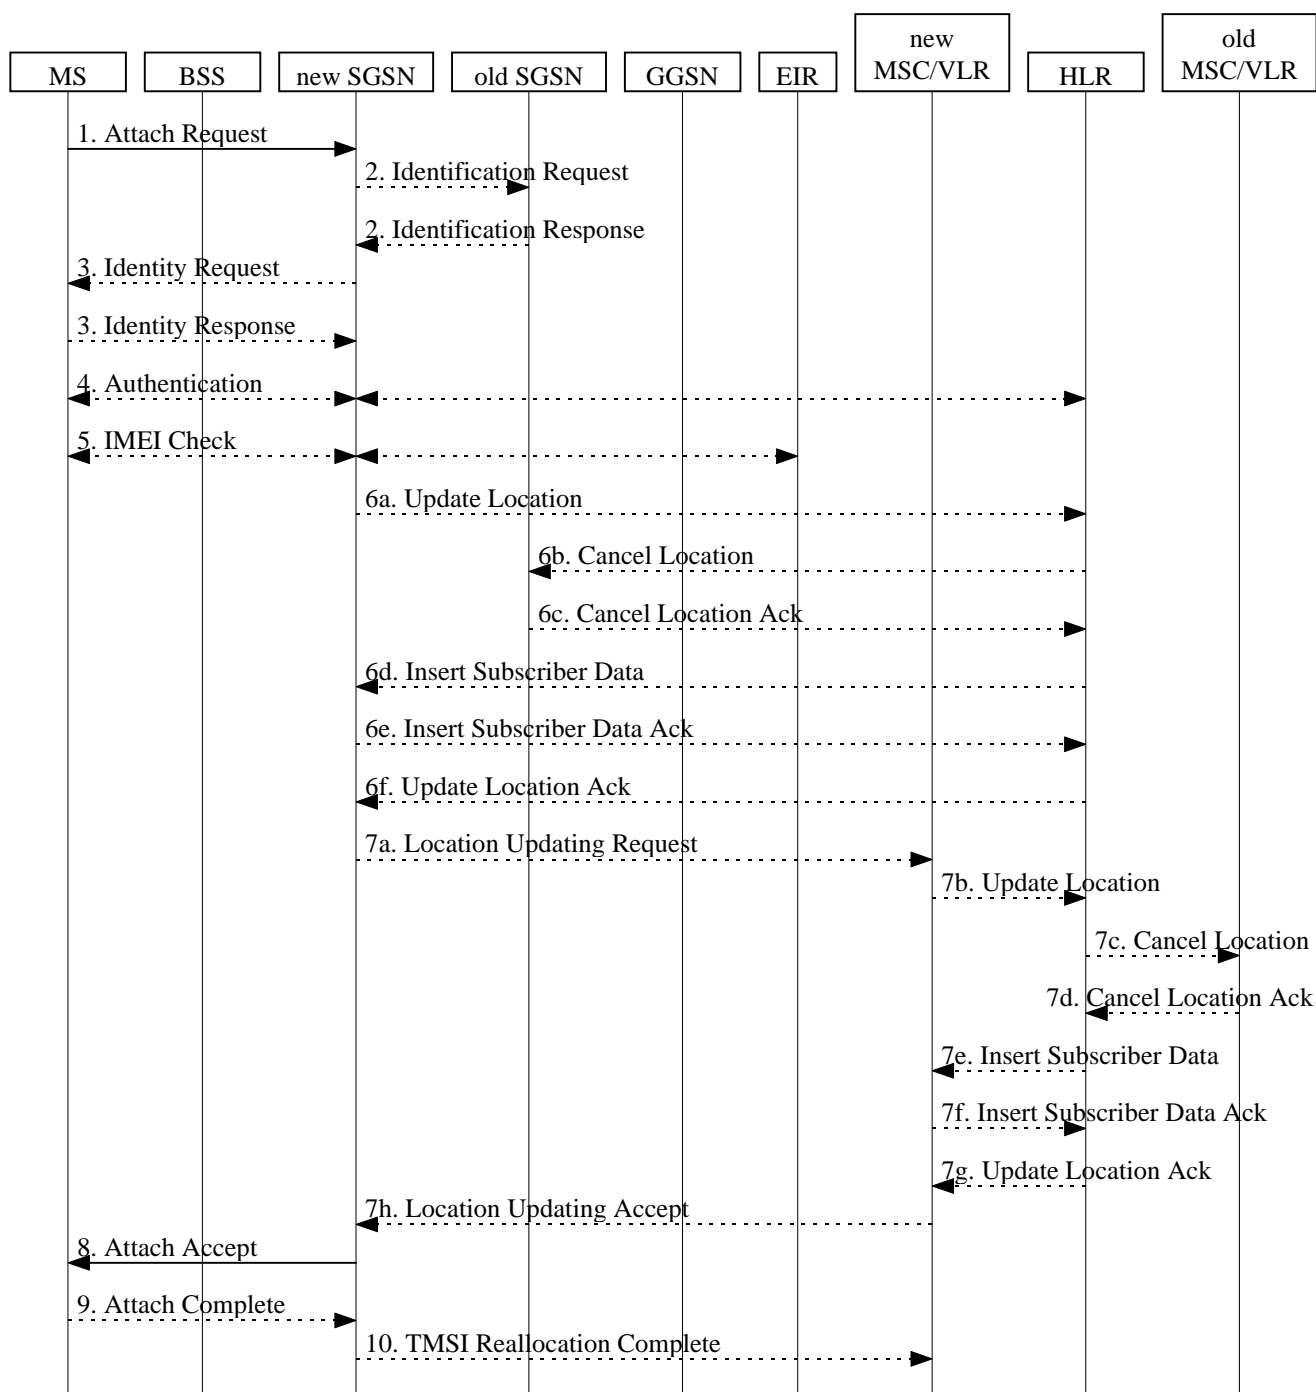 new
MSC/VLR
old
MSC/VLR
MS
BSS
new SGSN
old SGSN
GGSN
EIR
HLR
1. Attach Request
2. Identification Request
2. Identification Response
3. Identity Request
3. Identity Response
4. Authentication
5. IMEI Check
6a. Update Location
6b. Cancel Location
6c. Cancel Location Ack
6d. Insert Subscriber Data
6e. Insert Subscriber Data Ack
6f. Update Location Ack
7a. Location Updating Request
7b. Update Location
7c. Cancel Location
7d. Cancel Location Ack
7e. Insert Subscriber Data
7f. Insert Subscriber Data Ack
7g. Update Location Ack
7h. Location Updating Accept
8. Attach Accept
9. Attach Complete
10. TMSI Reallocation Complete